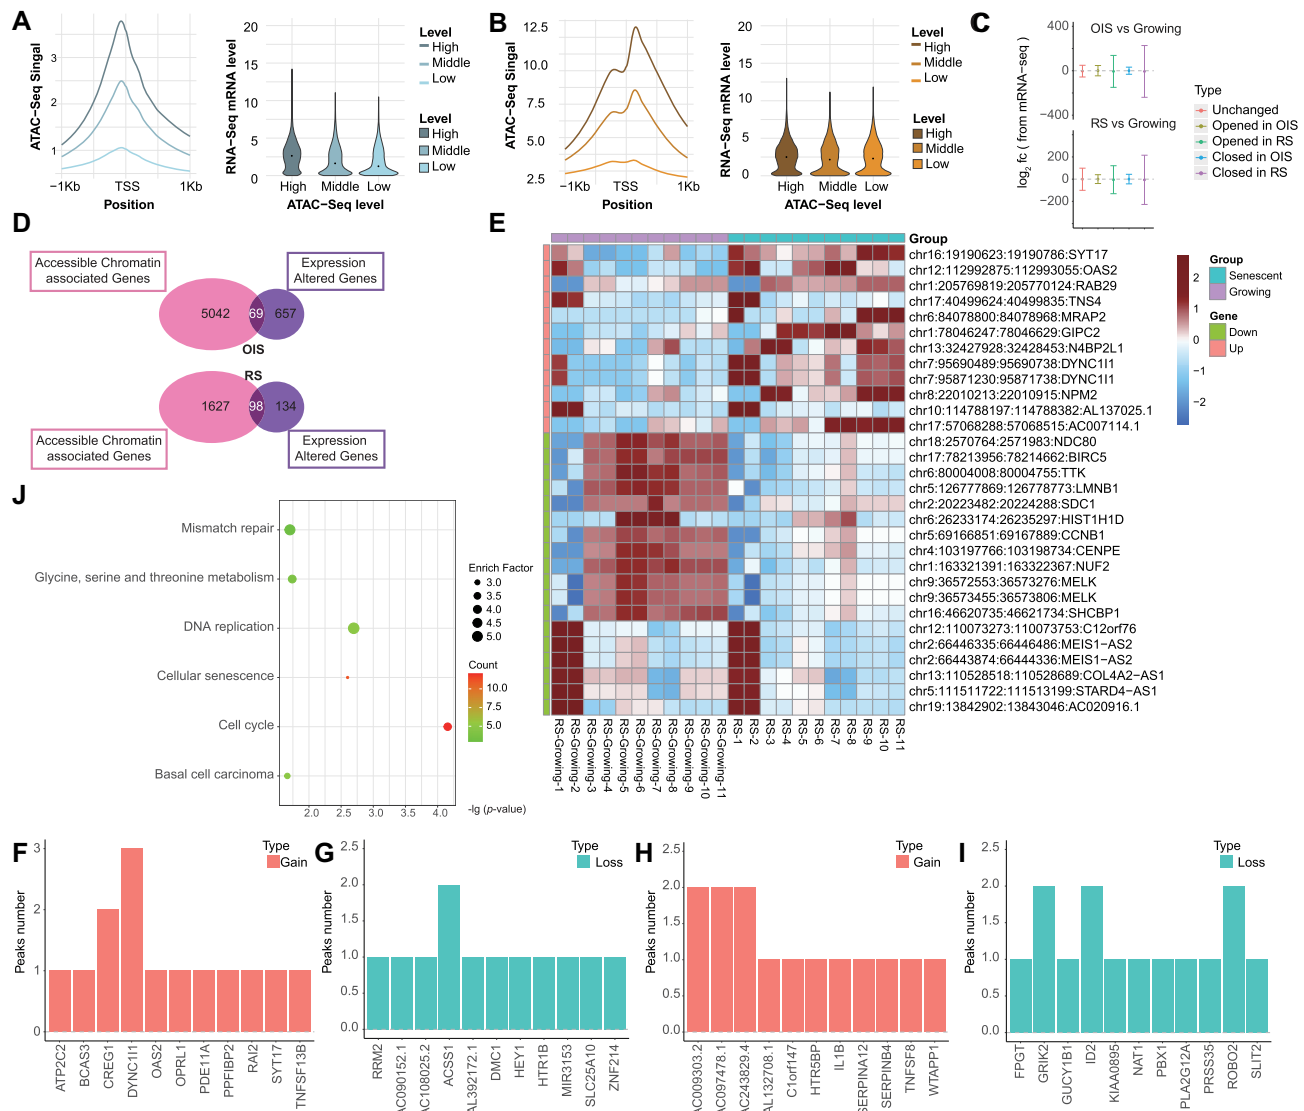 A
ATAC−Seq Singal
3
2
1
−1Kb
TSS
1Kb
Position
RNA−Seq mRNA level
20
15
10
5
0
High
Middle
Low
ATAC−Seq level
Level
High
Middle
Low
Level
High
Middle
Low
B
ATAC−Seq Singal
12.5
10.0
7.5
5.0
2.5
−1Kb
TSS
1Kb
Position
RNA−Seq mRNA level
20
15
10
5
0
High
Middle
Low
ATAC−Seq level
Level
High
Middle
Low
Level
High
Middle
Low
C
log2fc ( from mRNA−seq )
OIS vs Growing
400
0
−400
RS vs Growing
200
0
−200
Type
Unchanged
Opened in OIS
Opened in RS
Closed in OIS
Closed in RS
D
Accessible Chromatin
associated Genes
Expression
Altered Genes
5042
69
657
OIS
RS
1627
98
134
Accessible Chromatin
associated Genes
Expression
Altered Genes
E
Group
chr16:19190623:19190786:SYT17
chr12:112992875:112993055:OAS2
chr1:205769819:205770124:RAB29
chr17:40499624:40499835:TNS4
chr6:84078800:84078968:MRAP2
chr1:78046247:78046629:GIPC2
chr13:32427928:32428453:N4BP2L1
chr7:95690489:95690738:DYNC1I1
chr7:95871230:95871738:DYNC1I1
chr8:22010213:22010915:NPM2
chr10:114788197:114788382:AL137025.1
chr17:57068288:57068515:AC007114.1
chr18:2570764:2571983:NDC80
chr17:78213956:78214662:BIRC5
chr6:80004008:80004755:TTK
chr5:126777869:126778773:LMNB1
chr2:20223482:20224288:SDC1
chr6:26233174:26235297:HIST1H1D
chr5:69166851:69167889:CCNB1
chr4:103197766:103198734:CENPE
chr1:163321391:163322367:NUF2
chr9:36572553:36573276:MELK
chr9:36573455:36573806:MELK
chr16:46620735:46621734:SHCBP1
chr12:110073273:110073753:C12orf76
chr2:66446335:66446486:MEIS1−AS2
chr2:66443874:66444336:MEIS1−AS2
chr13:110528518:110528689:COL4A2−AS1
chr5:111511722:111513199:STARD4−AS1
chr19:13842902:13843046:AC020916.1
RS-Growing-1
RS-Growing-2
RS-Growing-3
RS-Growing-4
RS-Growing-5
RS-Growing-6
RS-Growing-7
RS-Growing-8
RS-Growing-9
RS-Growing-10
RS-Growing-11
RS-1
RS-2
RS-3
RS-4
RS-5
RS-6
RS-7
RS-8
RS-9
RS-10
RS-11
2
1
0
−1
−2
Group
Senescent
Growing
Gene
Down
Up
J
Mismatch repair
Glycine, serine and threonine metabolism
DNA replication
Cellular senescence
Cell cycle
Basal cell carcinoma
2.0
2.5
3.0
3.5
4.0
-lg (p-value)
Enrich Factor
3.0
3.5
4.0
4.5
5.0
Count
10.0
7.5
5.0
F
Peaks number
3
2
1
0
Type
Gain
ATP2C2
BCAS3
CREG1
DYNC1I1
OAS2
OPRL1
PDE11A
PPFIBP2
RAI2
SYT17
TNFSF13B
G
Peaks number
2.5
2.0
1.5
1.0
0.5
0.0
Type
Loss
RRM2
AC090152.1
AC108025.2
ACSS1
AL392172.1
DMC1
HEY1
HTR1B
MIR3153
SLC25A10
ZNF214
H
Peaks number
2.5
2.0
1.5
1.0
0.5
0.0
Type
Gain
AC009303.2
AC097478.1
AC243829.4
AL132708.1
C1orf147
HTR5BP
IL1B
SERPINA12
SERPINB4
TNFSF8
WTAPP1
I
Peaks number
2.5
2.0
1.5
1.0
0.5
0.0
Type
Loss
FPGT
GRIK2
GUCY1B1
ID2
KIAA0895
NAT1
PBX1
PLA2G12A
PRSS35
ROBO2
SLIT2